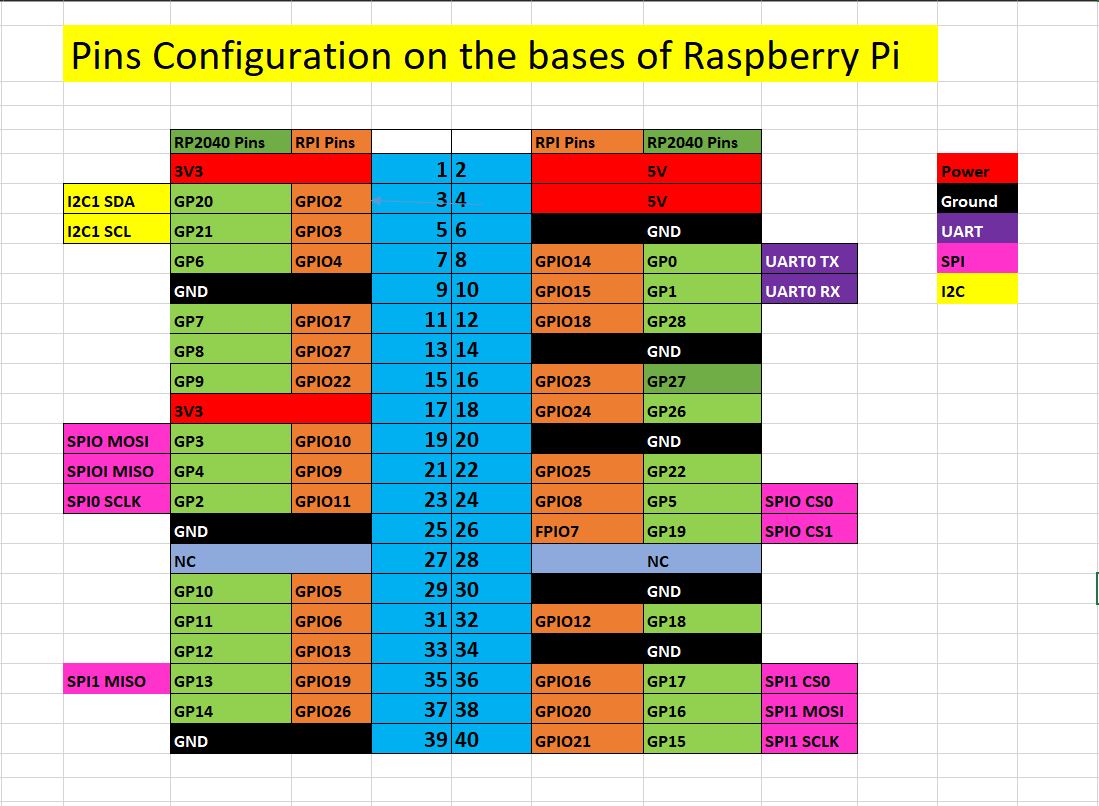 Pins Configuration on the bases of Raspberry Pi
RP2040 Pins RPI Pins RPI Pins RP2040 Pins
3V3 1 2 5V Power
I2C1 SDA GP20 GPIO2 3 4 5V Ground
I2C1 SCL GP21 GPIO3 5 6 GND UART
GP6 GPIO4 7 8 GPIO14 GP0 UART0 TX SPI
GND 9 10 GPIO15 GP1 UART0 RX I2C
GP7 GPIO17 11 12 GPIO18 GP28
GP8 GPIO27 13 14 GND
GP9 GPIO22 15 16 GPIO23 GP27
3V3 17 18 GPIO24 GP26
SPIO MOSI GP3 GPIO10 19 20 GND
SPIOI MISO GP4 GPIO9 21 22 GPIO25 GP22
SPI0 SCLK GP2 GPIO11 23 24 GPIO8 GP5 SPIO CS0
GND 25 26 FPIO7 GP19 SPIO CS1
NC 27 28 NC
GP10 GPIO5 29 30 GND
GP11 GPIO6 31 32 GPIO12 GP18
GP12 GPIO13 33 34 GND
SPI1 MISO GP13 GPIO19 35 36 GPIO16 GP17 SPI1 CS0
GP14 GPIO26 37 38 GPIO20 GP16 SPI1 MOSI
GND 39 40 GPIO21 GP15 SPI1 SCLK